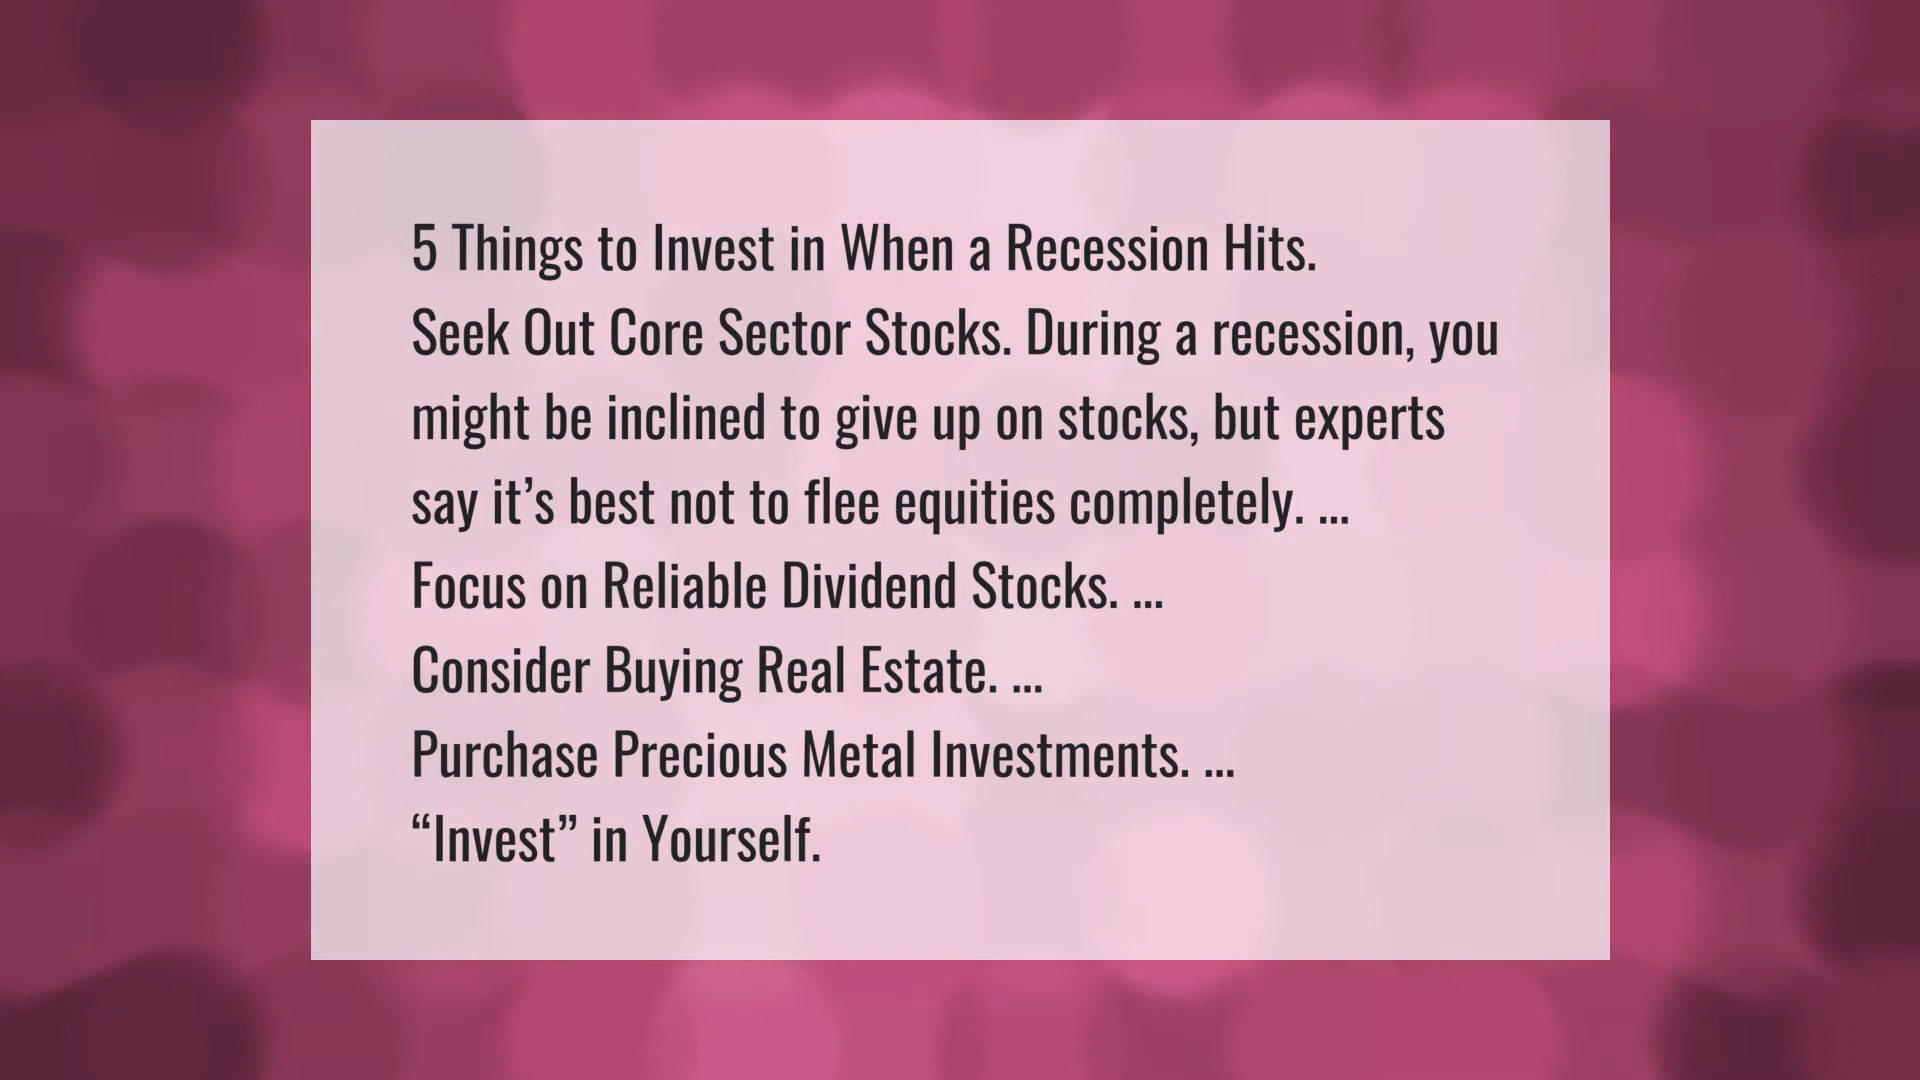 5 Things to Invest in When a Recession Hits.
Seek Out Core Sector Stocks. During a recession, you
might be inclined to give up on stocks, but experts
say it’s best not to flee equities completely. ...
Focus on Reliable Dividend Stocks. ...
Consider Buying Real Estate. ...
Purchase Precious Metal Investments. ...
“Invest” in Yourself.